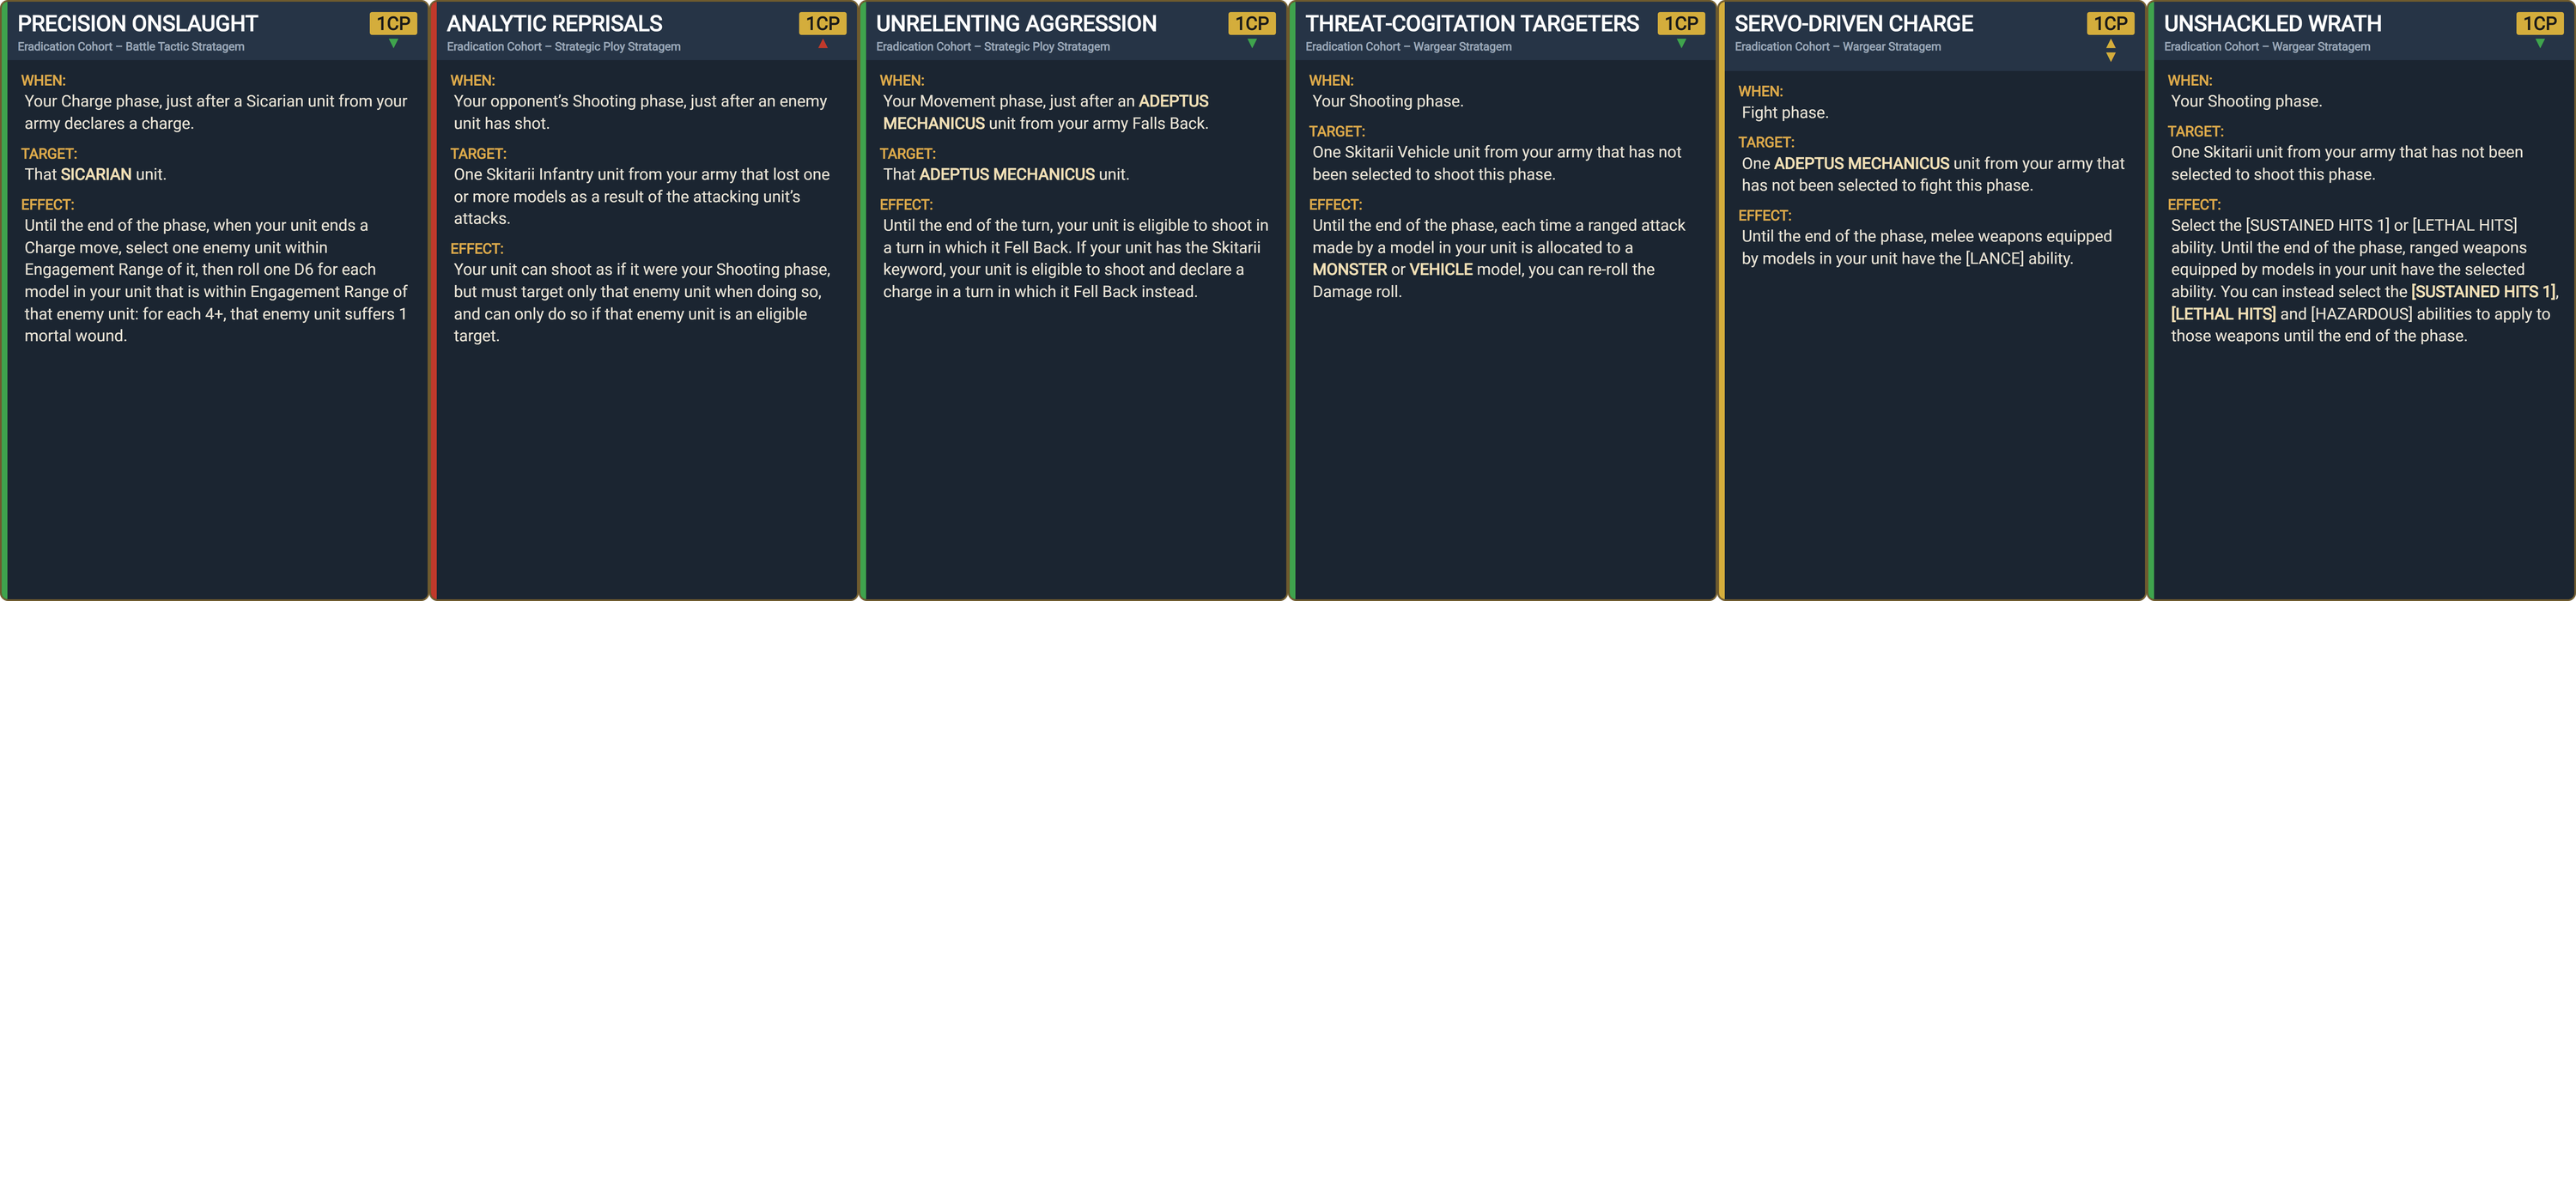 PRECISION ONSLAUGHT
1CP
Eradication Cohort – Battle Tactic Stratagem
WHEN:
Your Charge phase, just after a Sicarian unit from your
army declares a charge.
TARGET:
That SICARIAN unit.
EFFECT:
Until the end of the phase, when your unit ends a
Charge move, select one enemy unit within
Engagement Range of it, then roll one D6 for each
model in your unit that is within Engagement Range of
that enemy unit: for each 4+, that enemy unit suffers 1
mortal wound.
ANALYTIC REPRISALS
1CP
Eradication Cohort – Strategic Ploy Stratagem
WHEN:
Your opponent’s Shooting phase, just after an enemy
unit has shot.
TARGET:
One Skitarii Infantry unit from your army that lost one
or more models as a result of the attacking unit’s
attacks.
EFFECT:
Your unit can shoot as if it were your Shooting phase,
but must target only that enemy unit when doing so,
and can only do so if that enemy unit is an eligible
target.
UNRELENTING AGGRESSION
1CP
Eradication Cohort – Strategic Ploy Stratagem
WHEN:
Your Movement phase, just after an ADEPTUS
MECHANICUS unit from your army Falls Back.
TARGET:
That ADEPTUS MECHANICUS unit.
EFFECT:
Until the end of the turn, your unit is eligible to shoot in
a turn in which it Fell Back. If your unit has the Skitarii
keyword, your unit is eligible to shoot and declare a
charge in a turn in which it Fell Back instead.
THREAT-COGITATION TARGETERS
1CP
Eradication Cohort – Wargear Stratagem
WHEN:
Your Shooting phase.
TARGET:
One Skitarii Vehicle unit from your army that has not
been selected to shoot this phase.
EFFECT:
Until the end of the phase, each time a ranged attack
made by a model in your unit is allocated to a
MONSTER or VEHICLE model, you can re-roll the
Damage roll.
SERVO-DRIVEN CHARGE
1CP
Eradication Cohort – Wargear Stratagem
WHEN:
Fight phase.
TARGET:
One ADEPTUS MECHANICUS unit from your army that
has not been selected to fight this phase.
EFFECT:
Until the end of the phase, melee weapons equipped
by models in your unit have the [LANCE] ability.
UNSHACKLED WRATH
1CP
Eradication Cohort – Wargear Stratagem
WHEN:
Your Shooting phase.
TARGET:
One Skitarii unit from your army that has not been
selected to shoot this phase.
EFFECT:
Select the [SUSTAINED HITS 1] or [LETHAL HITS]
ability. Until the end of the phase, ranged weapons
equipped by models in your unit have the selected
ability. You can instead select the [SUSTAINED HITS 1],
[LETHAL HITS] and [HAZARDOUS] abilities to apply to
those weapons until the end of the phase.